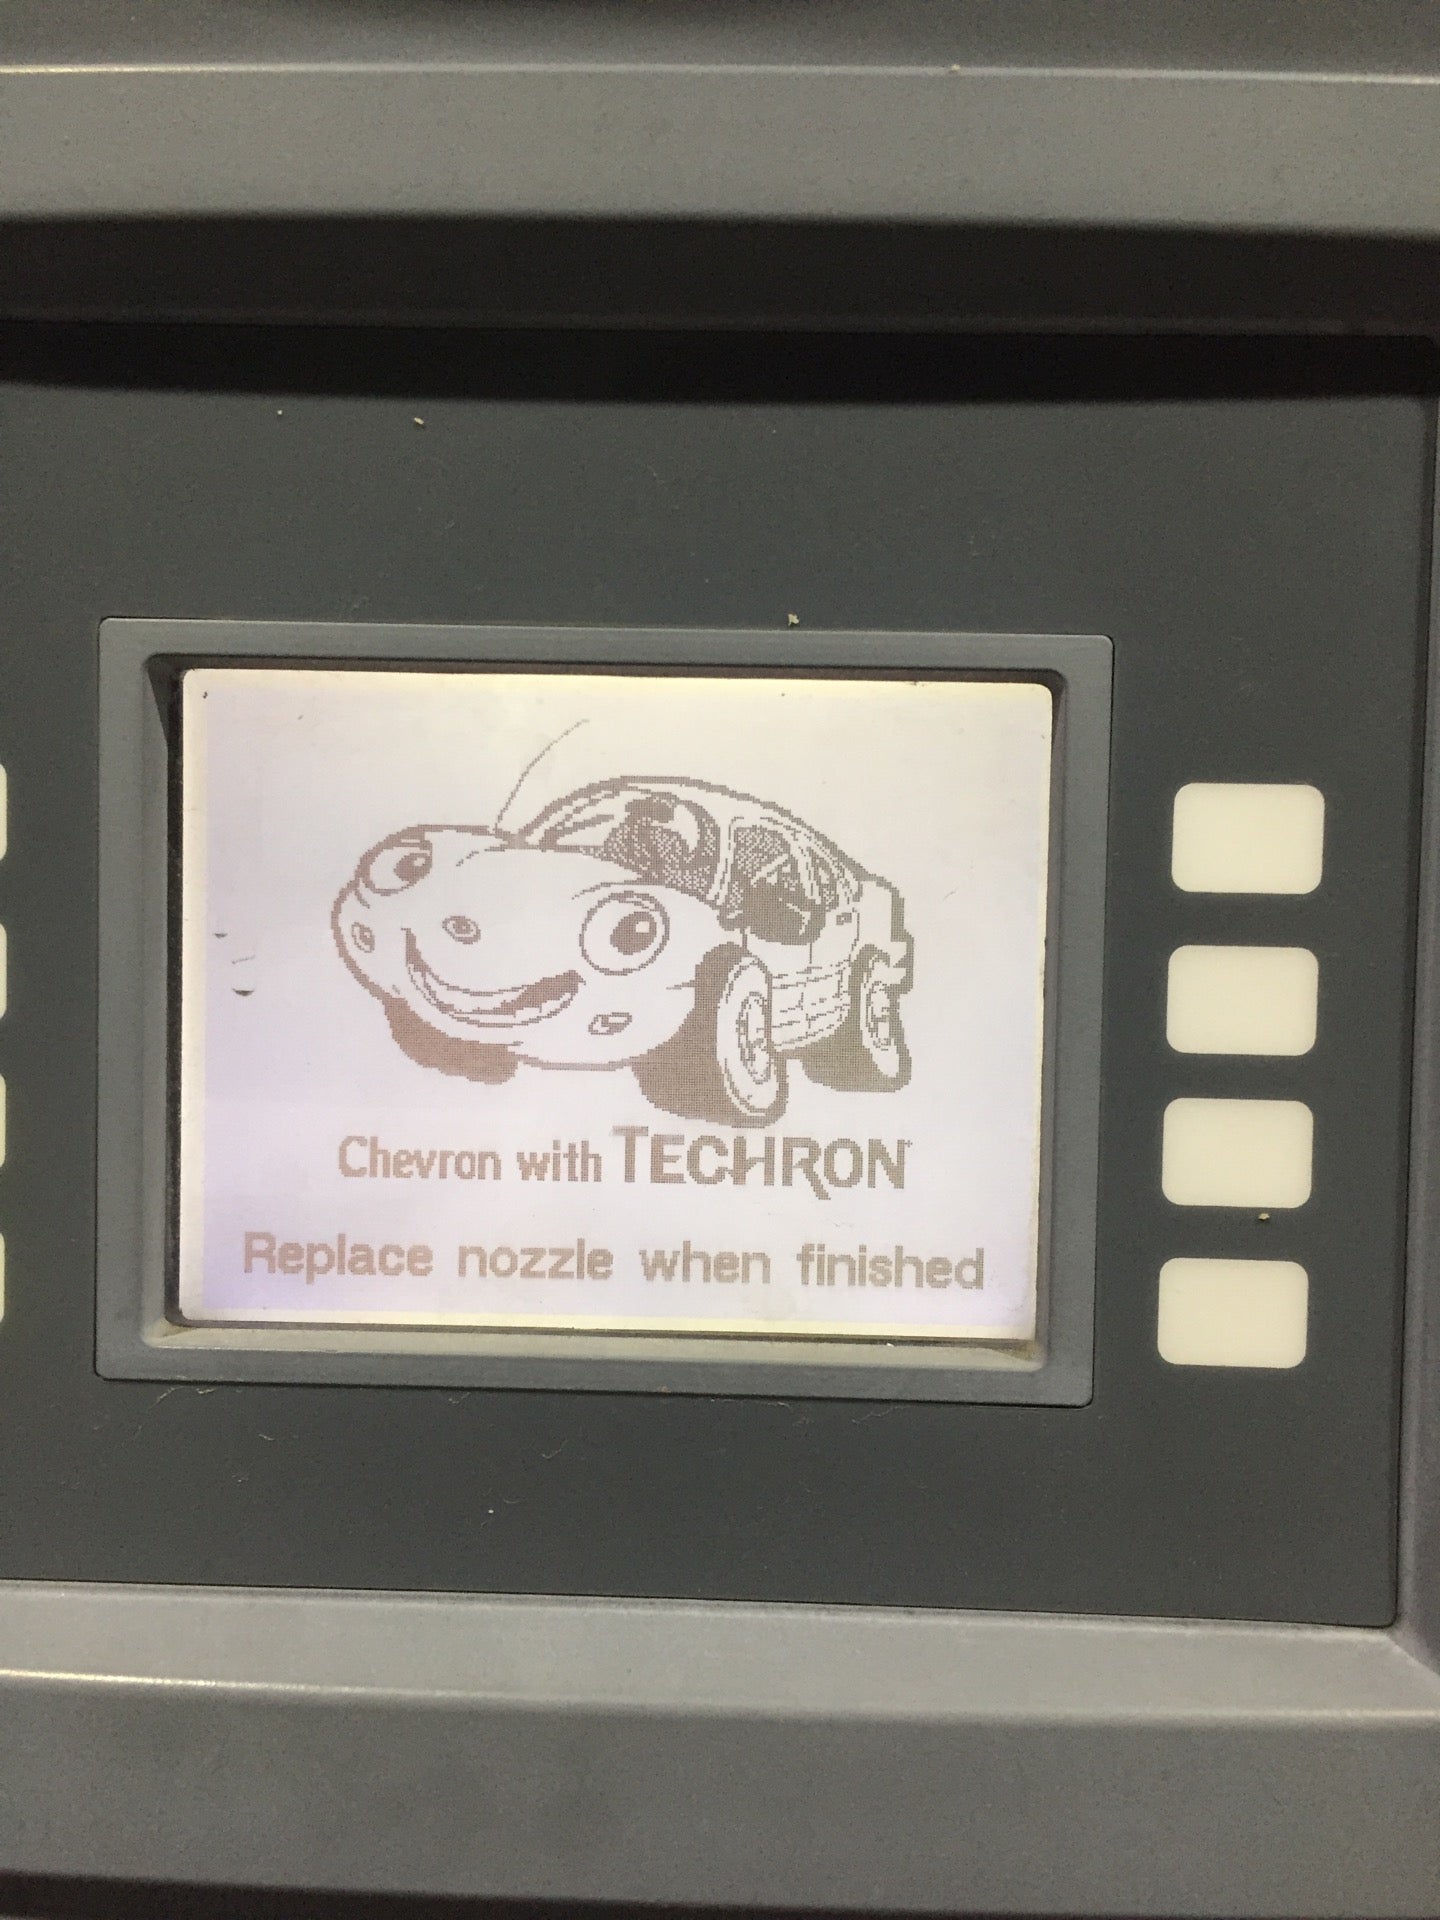 Chevron with TECHRON
Replace nozzle when finished